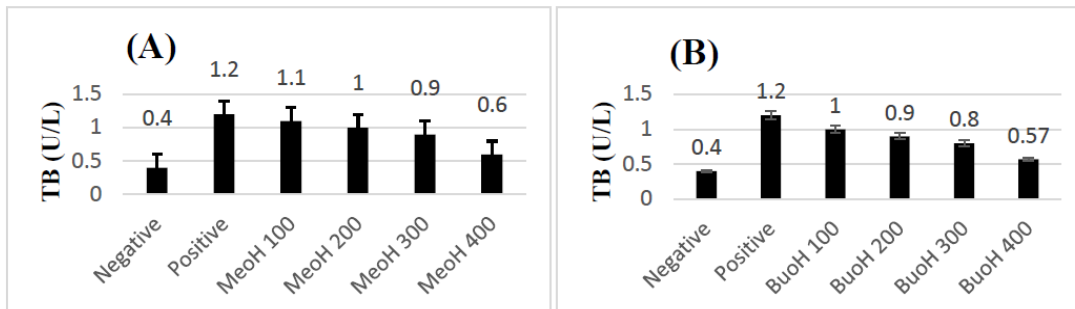 (A)
TB (U/L)
1.5
1
0.5
0
0.4
1.2
1.1
1
0.9
0.6
Negative
Positive
MeoH 100
MeoH 200
MeoH 300
MeoH 400
(B)
TB (U/L)
1.5
1
0.5
0
0.4
1.2
1
0.9
0.8
0.57
Negative
Positive
BuoH 100
BuoH 200
BuoH 300
BuoH 400